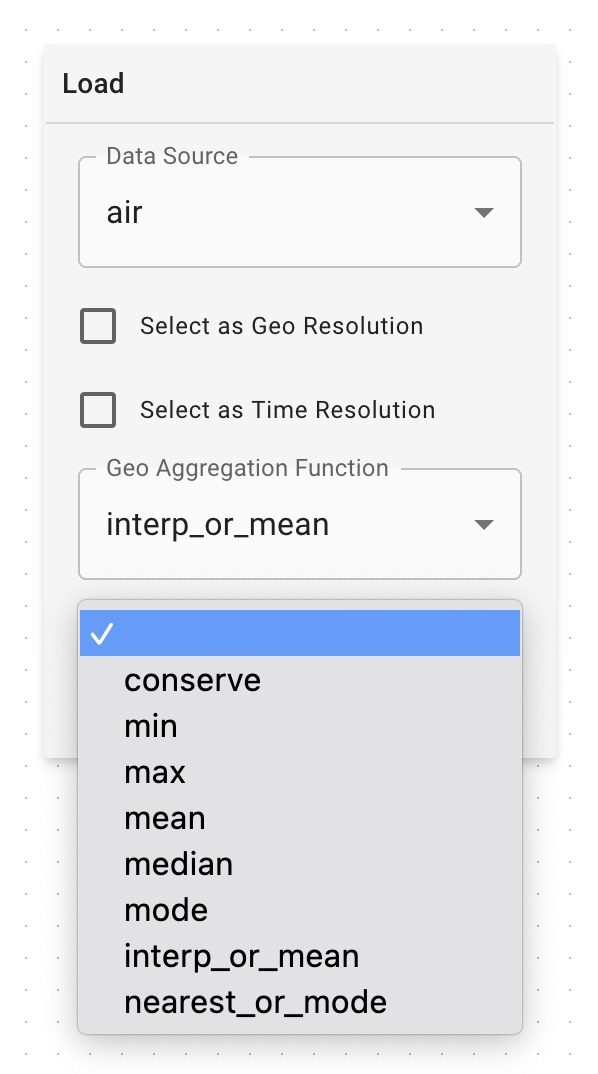 Load
Data Source
air
Select as Geo Resolution
Select as Time Resolution
Geo Aggregation Function
interp_or_mean
conserve
min
max
mean
median
mode
interp_or_mean
nearest_or_mode